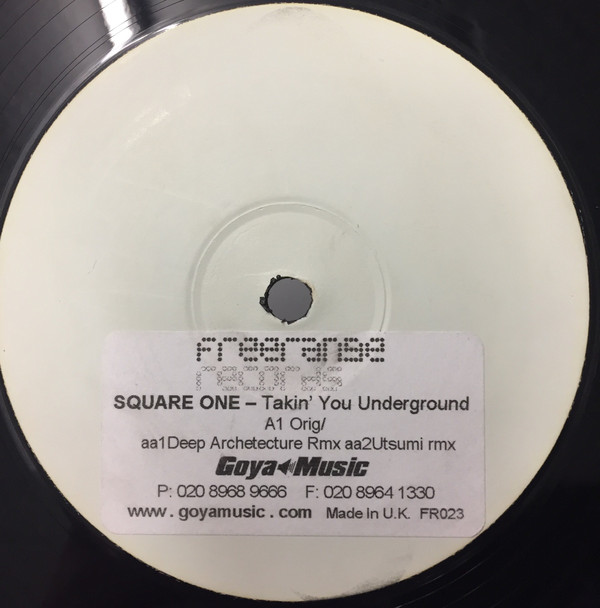 Freerange
records
SQUARE ONE – Takin' You Underground
A1 Orig/
aa1Deep Archetecture Rmx aa2Utsumi rmx
Goya Music
P: 020 8968 9666 F: 020 8964 1330
www.goyamusic.com Made In U.K. FR023